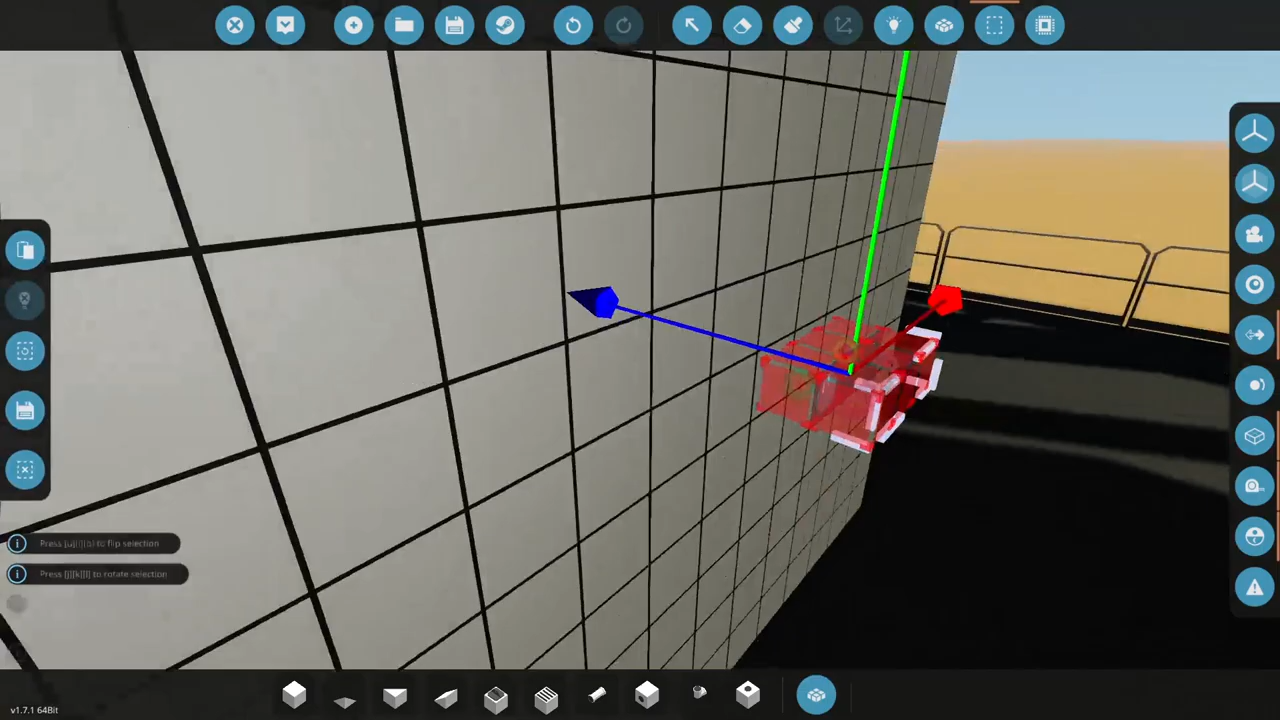 Press [u][i][o] to flip selection
Press [j][k][l] to rotate selection
v1.7.1 64Bit